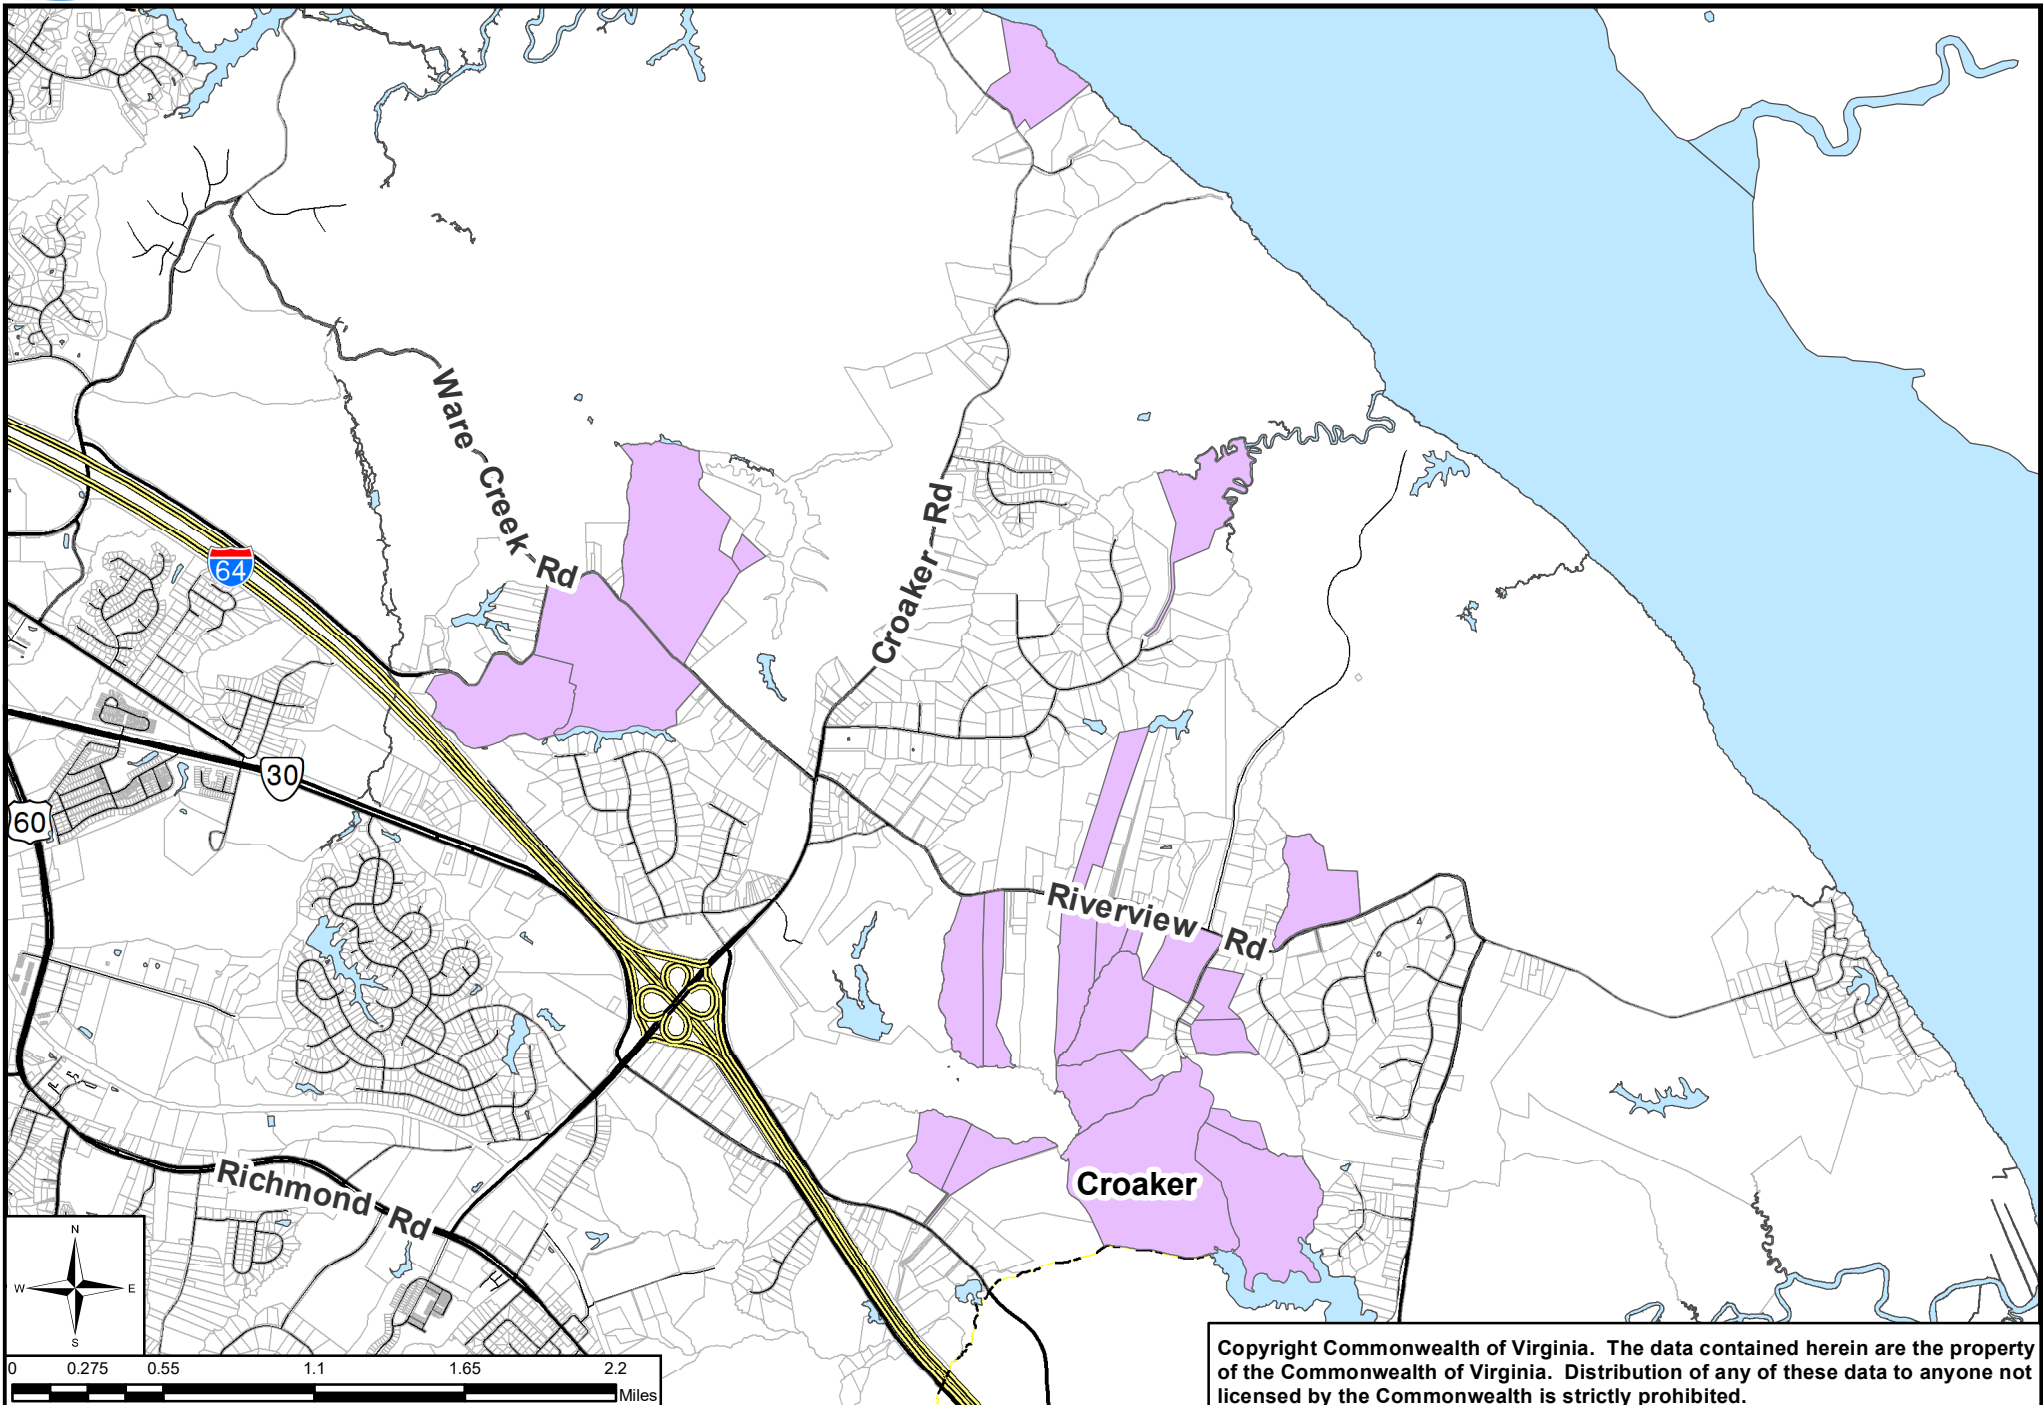 Ware Creek Rd
Croaker Rd
64
30
60
Riverview Rd
Croaker
Richmond Rd
N
W E
S
0 0.275 0.55 1.1 1.65 2.2
Miles
Copyright Commonwealth of Virginia. The data contained herein are the property
of the Commonwealth of Virginia. Distribution of any of these data to anyone not
licensed by the Commonwealth is strictly prohibited.